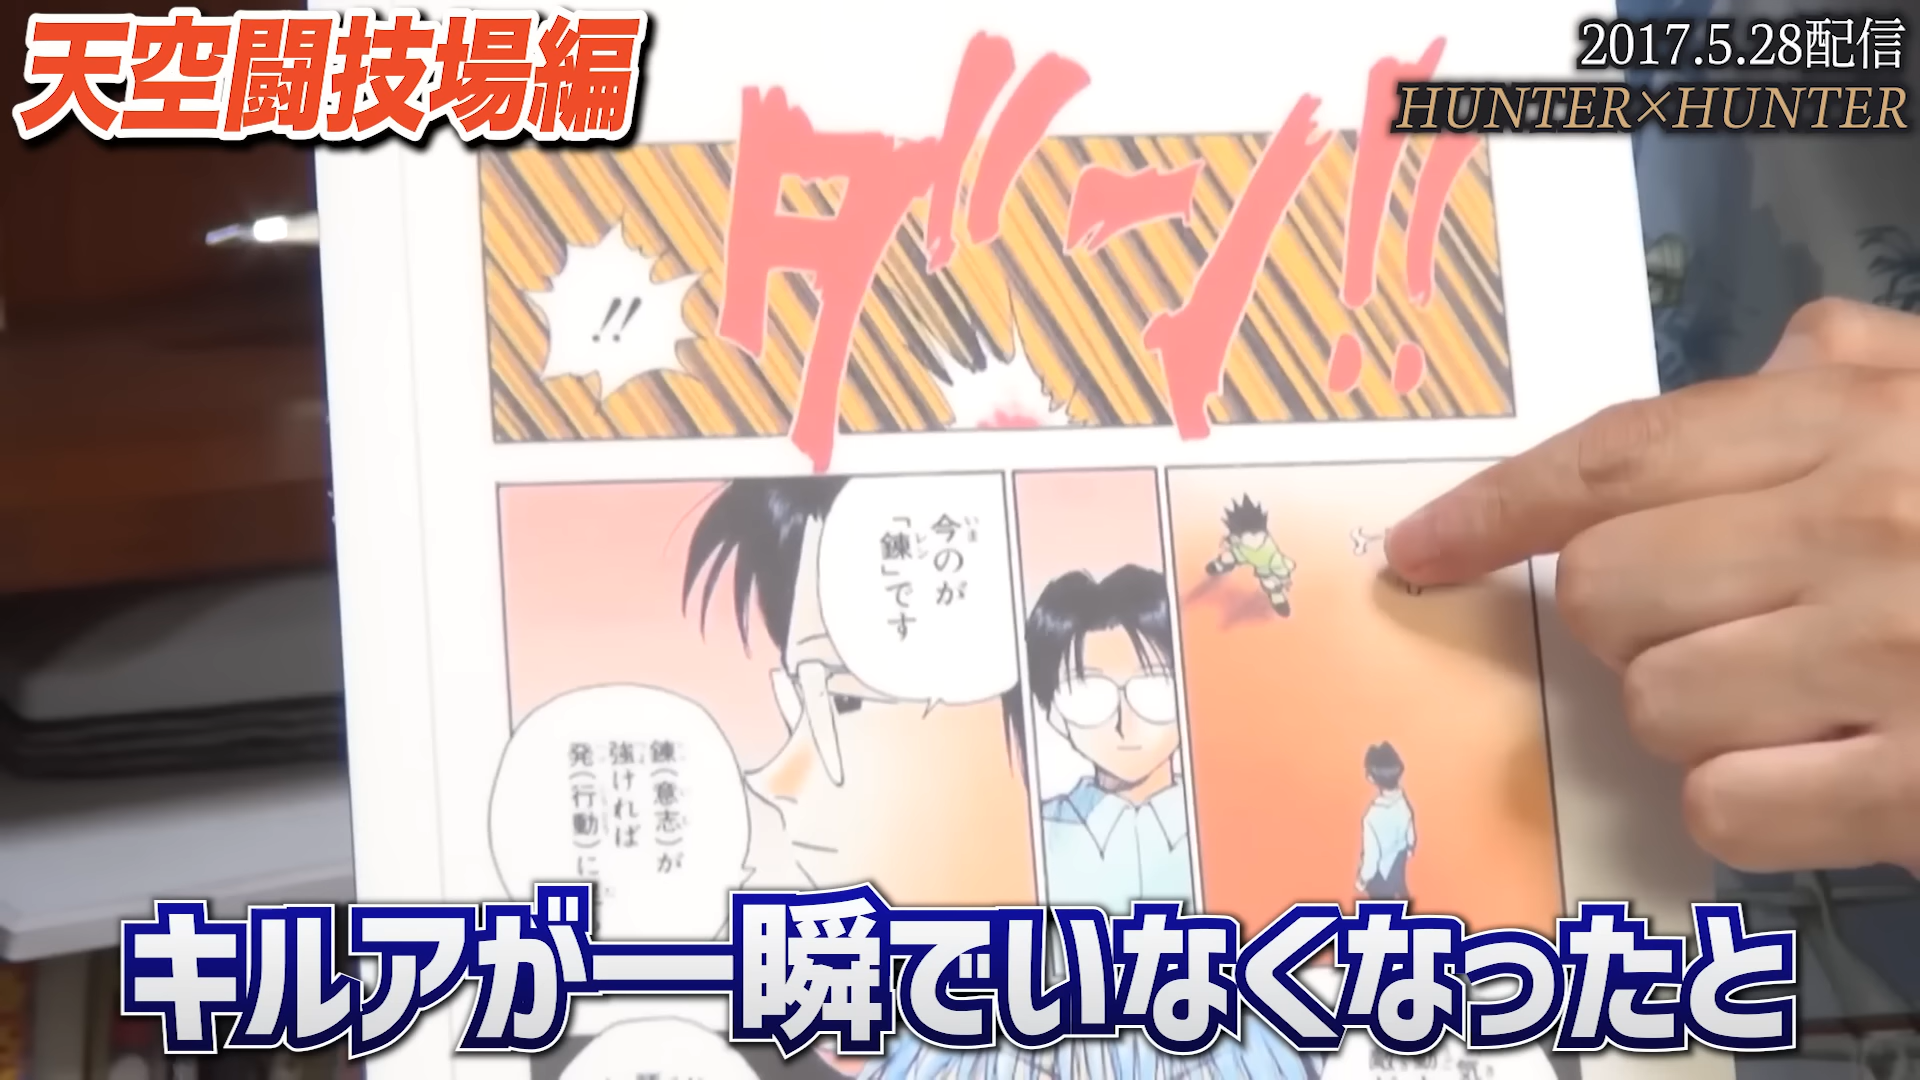 天空闘技場編
2017.5.28配信
HUNTER×HUNTER
ダーン!!
!!
今のが
「錬」です
錬(意志)が
強ければ
発(行動)に
キルアが一瞬でいなくなったと